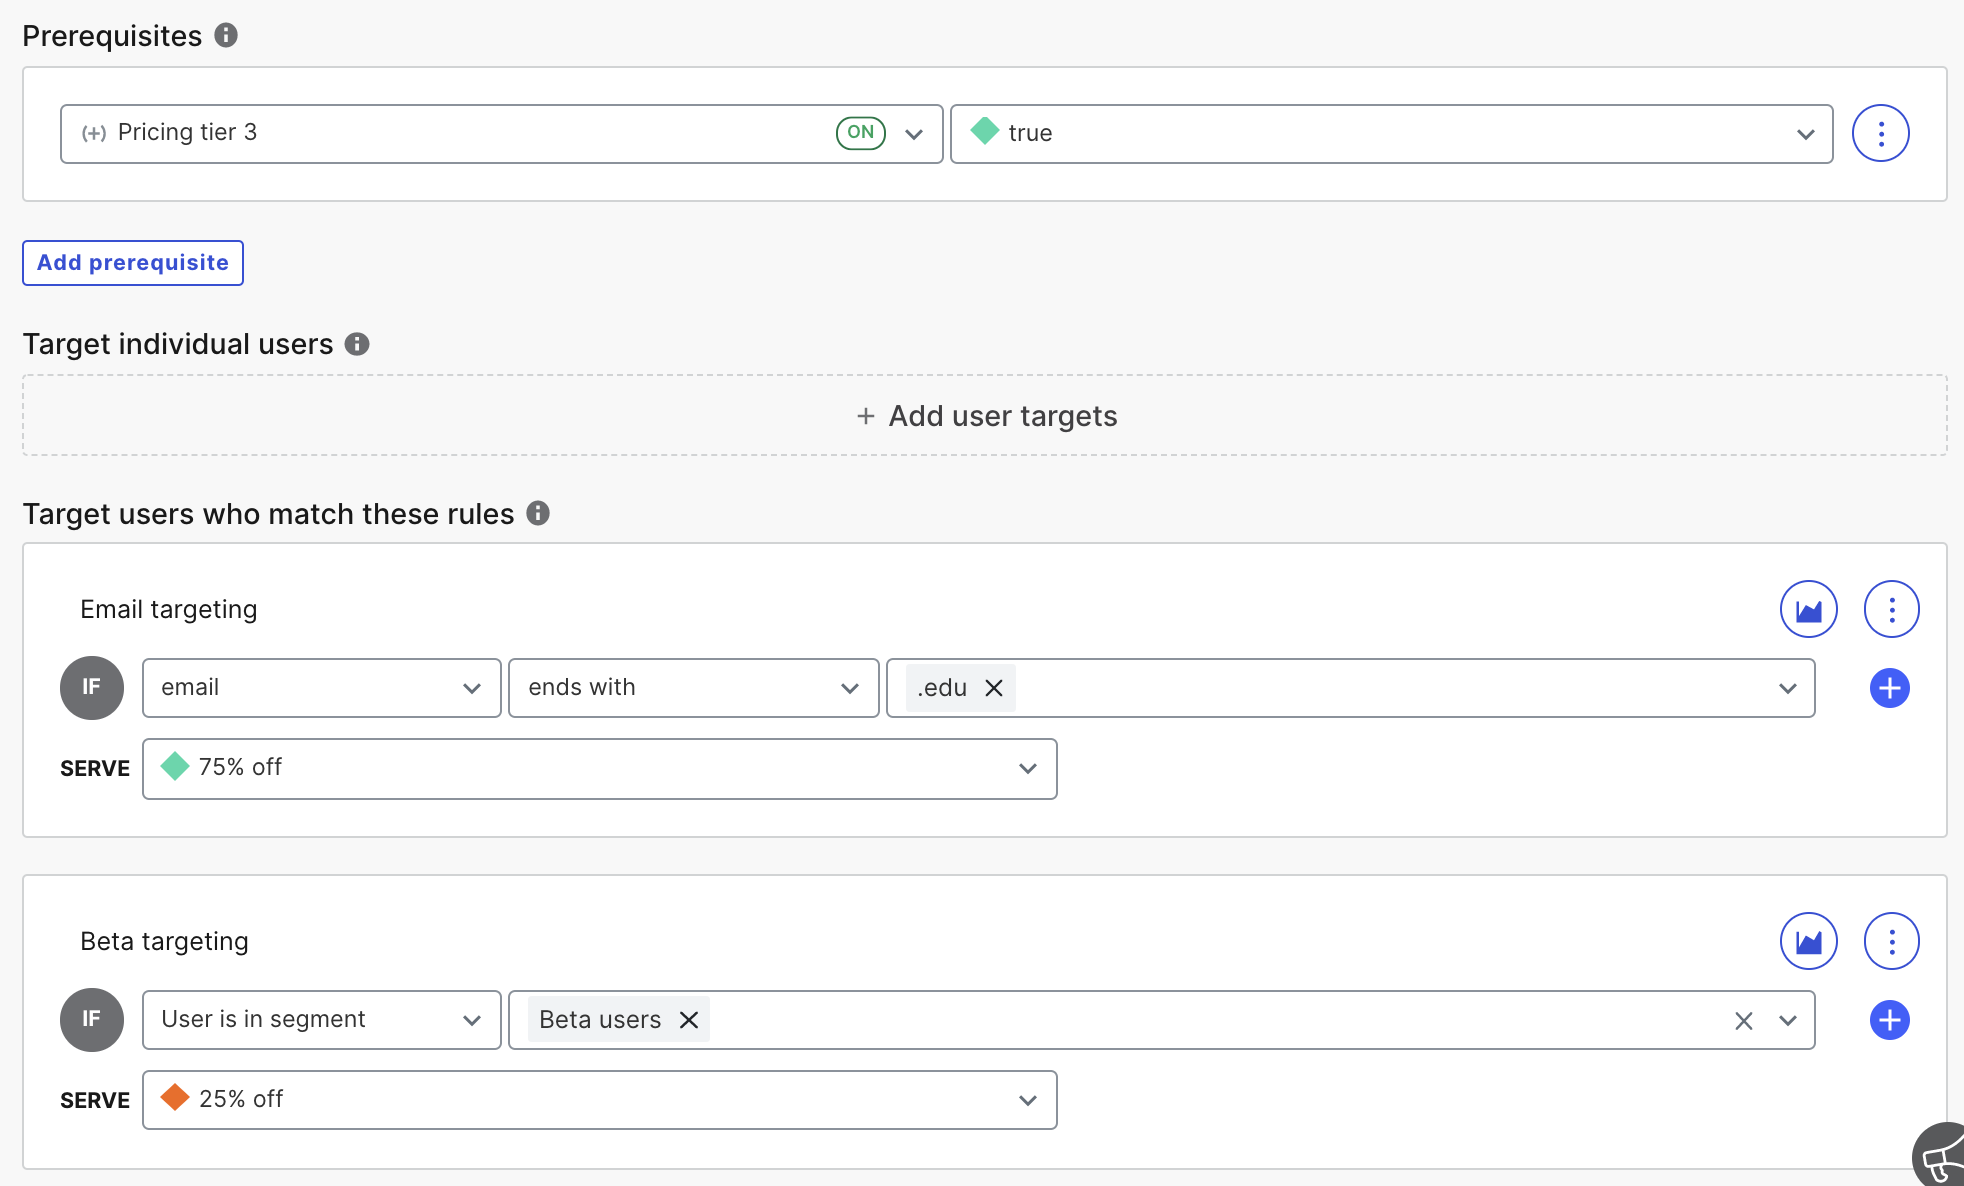 Prerequisites
(+) Pricing tier 3 ON true
Add prerequisite
Target individual users
+ Add user targets
Target users who match these rules
Email targeting
IF email ends with .edu
SERVE 75% off
Beta targeting
IF User is in segment Beta users
SERVE 25% off